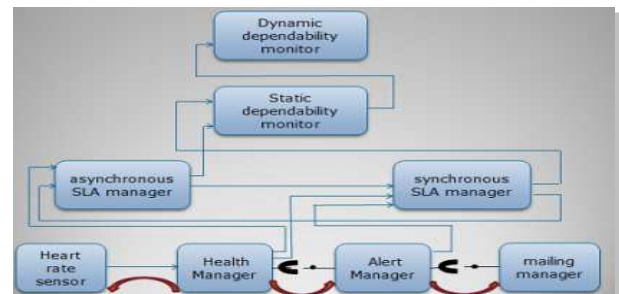 Dynamic
dependability
monitor
Static
dependability
monitor
asynchronous
SLA manager
synchronous
SLA manager
Heart
rate
sensor
Health
Manager
Alert
Manager
mailing
manager